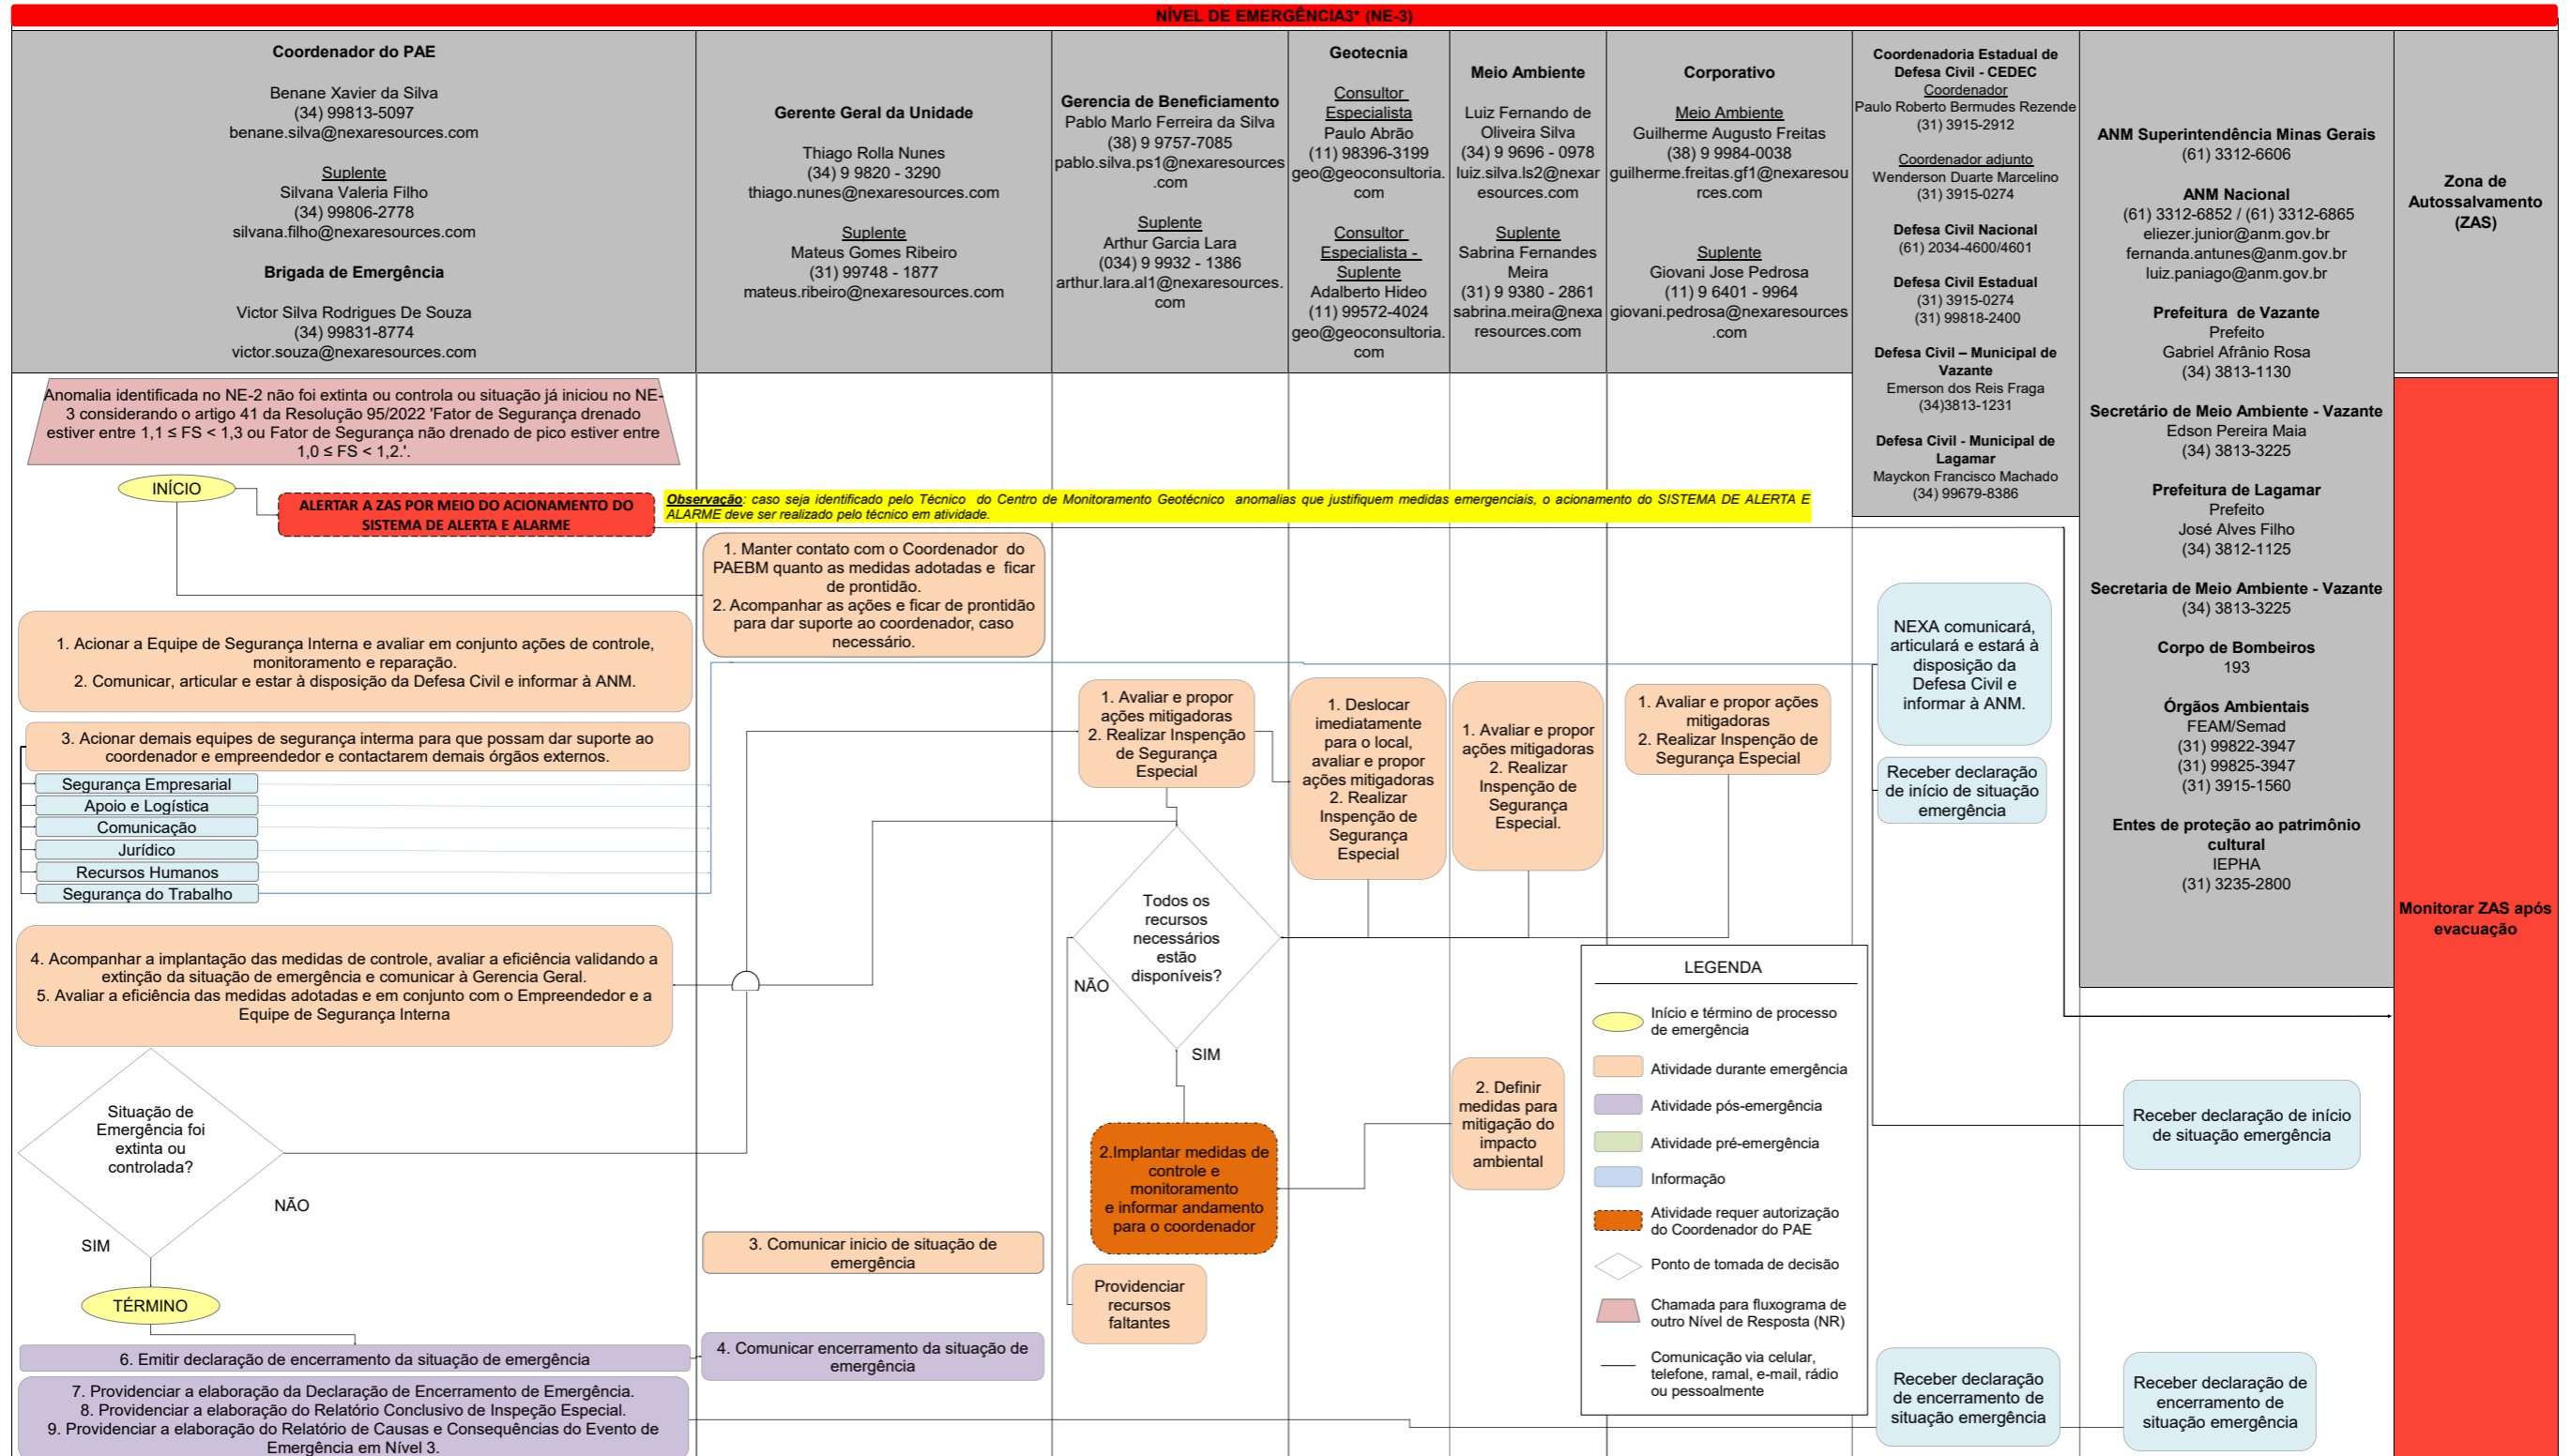 NÍVEL DE EMERGÊNCIA3* (NE-3)
Coordenador do PAE
Benane Xavier da Silva
(34) 99813-5097
benane.silva@nexaresources.com
Suplente
Silvana Valeria Filho
(34) 99806-2778
silvana.filho@nexaresources.com
Brigada de Emergência
Victor Silva Rodrigues De Souza
(34) 99831-8774
victor.souza@nexaresources.com
Gerente Geral da Unidade
Thiago Rolla Nunes
(34) 9 9820 - 3290
thiago.nunes@nexaresources.com
Suplente
Mateus Gomes Ribeiro
(31) 99748 - 1877
mateus.ribeiro@nexaresources.com
Gerencia de Beneficiamento
Pablo Marlo Ferreira da Silva
(38) 9 9757-7085
pablo.silva.ps1@nexaresources
.com
Suplente
Arthur Garcia Lara
(034) 9 9932 - 1386
arthur.lara.al1@nexaresources.
com
Geotecnia
Consultor
Especialista
Paulo Abrão
(11) 98396-3199
geo@geoconsultoria.
com
Consultor
Especialista -
Suplente
Adalberto Hideo
(11) 99572-4024
geo@geoconsultoria.
com
Meio Ambiente
Luiz Fernando de
Oliveira Silva
(34) 9 9696 - 0978
luiz.silva.ls2@nexar
esources.com
Suplente
Sabrina Fernandes
Meira
(31) 9 9380 - 2861
sabrina.meira@nexa
resources.com
Corporativo
Meio Ambiente
Guilherme Augusto Freitas
(38) 9 9984-0038
guilherme.freitas.gf1@nexaresou
rces.com
Suplente
Giovani Jose Pedrosa
(11) 9 6401 - 9964
giovani.pedrosa@nexaresources
.com
Coordenadoria Estadual de
Defesa Civil - CEDEC
Coordenador
Paulo Roberto Bermudes Rezende
(31) 3915-2912
Coordenador adjunto
Wenderson Duarte Marcelino
(31) 3915-0274
Defesa Civil Nacional
(61) 2034-4600/4601
Defesa Civil Estadual
(31) 3915-0274
(31) 99818-2400
Defesa Civil – Municipal de
Vazante
Emerson dos Reis Fraga
(34)3813-1231
Defesa Civil - Municipal de
Lagamar
Mayckon Francisco Machado
(34) 99679-8386
ANM Superintendência Minas Gerais
(61) 3312-6606
ANM Nacional
(61) 3312-6852 / (61) 3312-6865
eliezer.junior@anm.gov.br
fernanda.antunes@anm.gov.br
luiz.paniago@anm.gov.br
Prefeitura  de Vazante
Prefeito
Gabriel Afrânio Rosa
(34) 3813-1130
Secretário de Meio Ambiente - Vazante
Edson Pereira Maia
(34) 3813-3225
Prefeitura de Lagamar
Prefeito
José Alves Filho
(34) 3812-1125
Secretaria de Meio Ambiente - Vazante
(34) 3813-3225
Corpo de Bombeiros
193
Órgãos Ambientais
FEAM/Semad
(31) 99822-3947
(31) 99825-3947
(31) 3915-1560
Entes de proteção ao patrimônio
cultural
IEPHA
(31) 3235-2800
Zona de
Autossalvamento
(ZAS)
Anomalia identificada no NE-2 não foi extinta ou controla ou situação já iniciou no NE-
3 considerando o artigo 41 da Resolução 95/2022 'Fator de Segurança drenado
estiver entre 1,1 ≤ FS < 1,3 ou Fator de Segurança não drenado de pico estiver entre
1,0 ≤ FS < 1,2.'.
INÍCIO
ALERTAR A ZAS POR MEIO DO ACIONAMENTO DO
SISTEMA DE ALERTA E ALARME
Observação: caso seja identificado pelo Técnico do Centro de Monitoramento Geotécnico anomalias que justifiquem medidas emergenciais, o acionamento do SISTEMA DE ALERTA E
ALARME deve ser realizado pelo técnico em atividade.
1. Manter contato com o Coordenador do
PAEBM quanto as medidas adotadas e ficar
de prontidão.
2. Acompanhar as ações e ficar de prontidão
para dar suporte ao coordenador, caso
necessário.
1. Acionar a Equipe de Segurança Interna e avaliar em conjunto ações de controle,
monitoramento e reparação.
2. Comunicar, articular e estar à disposição da Defesa Civil e informar à ANM.
3. Acionar demais equipes de segurança interma para que possam dar suporte ao
coordenador e empreendedor e contactarem demais órgãos externos.
Segurança Empresarial
Apoio e Logística
Comunicação
Jurídico
Recursos Humanos
Segurança do Trabalho
1. Avaliar e propor
ações mitigadoras
2. Realizar Inspeção
de Segurança
Especial
1. Deslocar
imediatamente
para o local,
avaliar e propor
ações mitigadoras
2. Realizar
Inspeção de
Segurança
Especial
1. Avaliar e propor
ações mitigadoras
2. Realizar
Inspeção de
Segurança
Especial.
1. Avaliar e propor ações
mitigadoras
2. Realizar Inspeção de
Segurança Especial
NEXA comunicará,
articulará e estará à
disposição da
Defesa Civil e
informar à ANM.
Receber declaração
de início de situação
emergência
Todos os
recursos
necessários
estão
disponíveis?
NÃO
SIM
4. Acompanhar a implantação das medidas de controle, avaliar a eficiência validando a
extinção da situação de emergência e comunicar à Gerencia Geral.
5. Avaliar a eficiência das medidas adotadas e em conjunto com o Empreendedor e a
Equipe de Segurança Interna
Monitorar ZAS após
evacuação
Situação de
Emergência foi
extinta ou
controlada?
NÃO
SIM
2.Implantar medidas de
controle e
monitoramento
e informar andamento
para o coordenador
2. Definir
medidas para
mitigação do
impacto
ambiental
Receber declaração de início
de situação emergência
3. Comunicar inicio de situação de
emergência
Providenciar
recursos
faltantes
LEGENDA
Início e término de processo
de emergência
Atividade durante emergência
Atividade pós-emergência
Atividade pré-emergência
Informação
Atividade requer autorização
do Coordenador do PAE
Ponto de tomada de decisão
Chamada para fluxograma de
outro Nível de Resposta (NR)
Comunicação via celular,
telefone, ramal, e-mail, rádio
ou pessoalmente
TÉRMINO
6. Emitir declaração de encerramento da situação de emergência
4. Comunicar encerramento da situação de
emergência
7. Providenciar a elaboração da Declaração de Encerramento de Emergência.
8. Providenciar a elaboração do Relatório Conclusivo de Inspeção Especial.
9. Providenciar a elaboração do Relatório de Causas e Consequências do Evento de
Emergência em Nível 3.
Receber declaração
de encerramento de
situação emergência
Receber declaração de
encerramento de
situação emergência